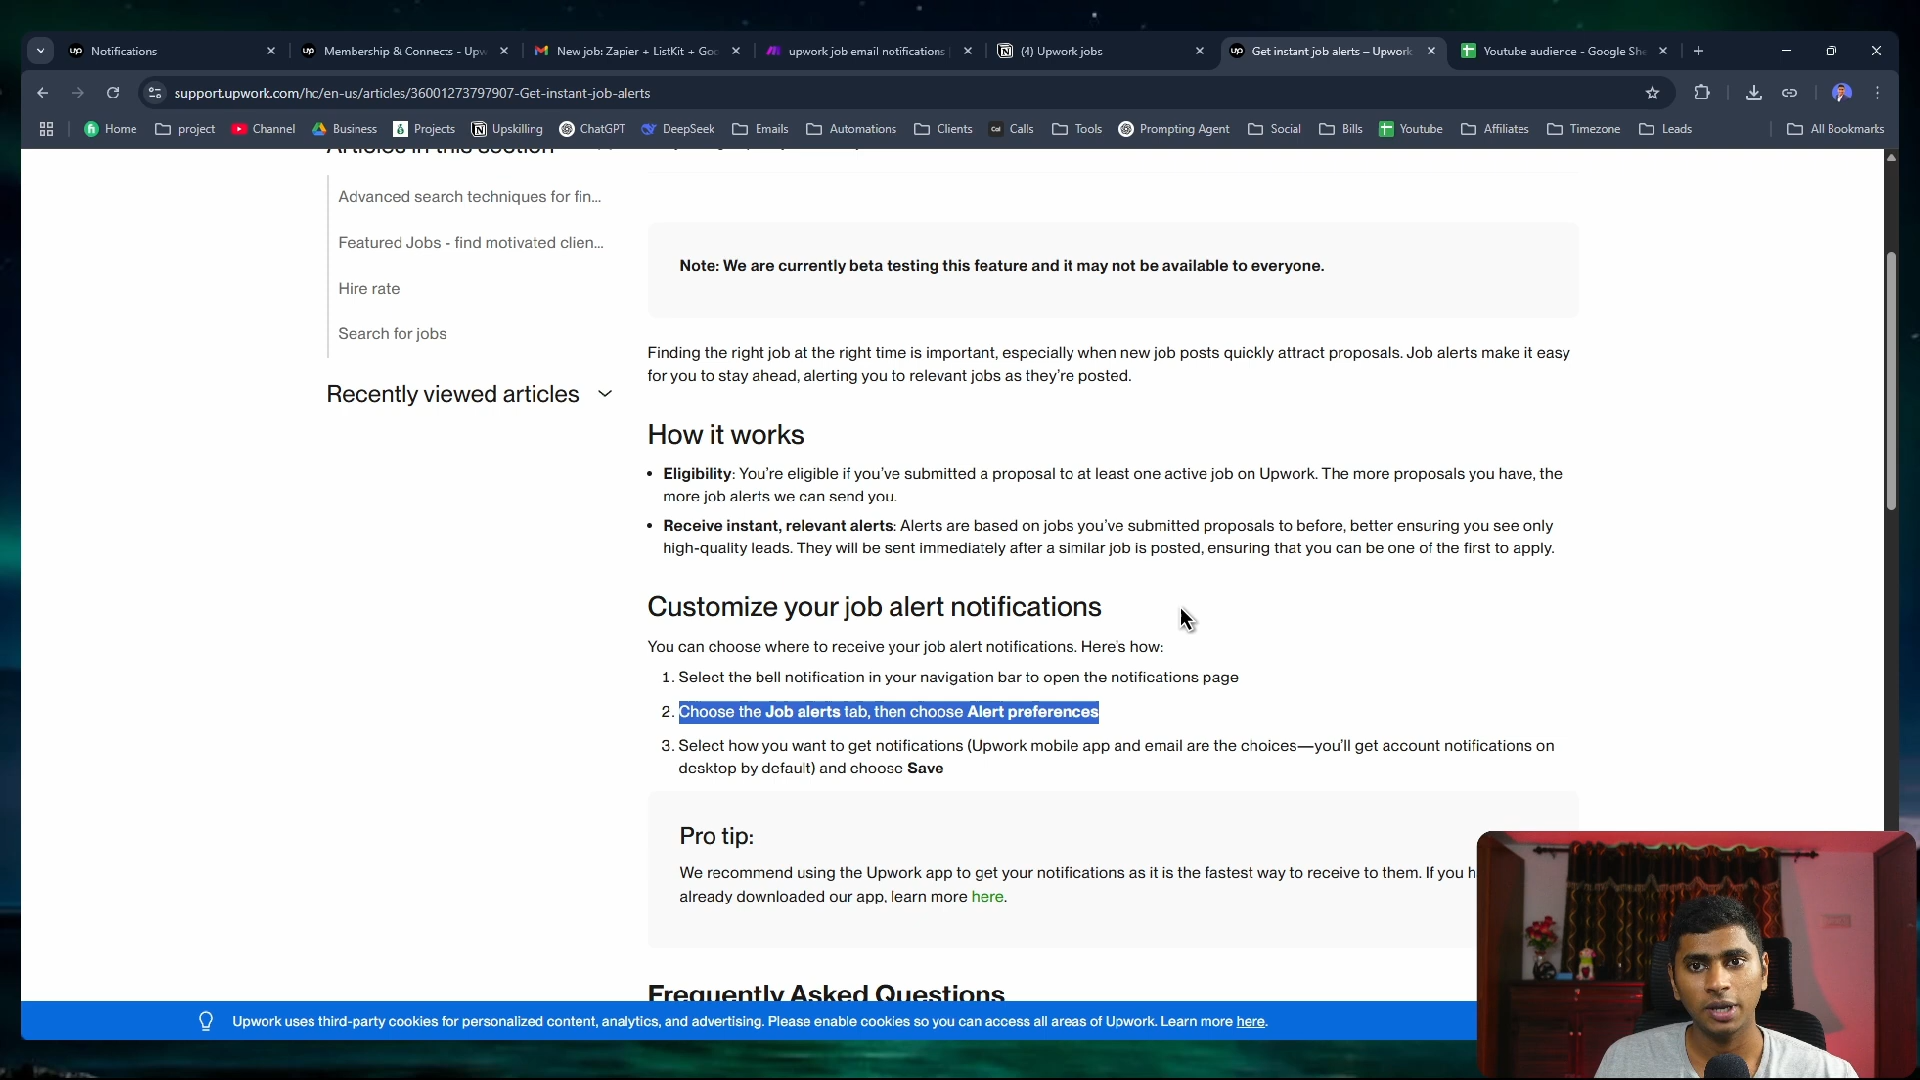 Notifications
Membership & Connects - Upw
New job: Zapier + ListKit + Goo
upwork job email notifications
(4) Upwork jobs
Get instant job alerts – Upwork
Youtube audience - Google She
support.upwork.com/hc/en-us/articles/36001273797907-Get-instant-job-alerts
Home
project
Channel
Business
Projects
Upskilling
ChatGPT
DeepSeek
Emails
Automations
Clients
Calls
Tools
Prompting Agent
Social
Bills
Youtube
Affiliates
Timezone
Leads
All Bookmarks
Articles in this section
Advanced search techniques for fin...
Featured Jobs - find motivated clien...
Hire rate
Search for jobs
Recently viewed articles
Note: We are currently beta testing this feature and it may not be available to everyone.
Finding the right job at the right time is important, especially when new job posts quickly attract proposals. Job alerts make it easy
for you to stay ahead, alerting you to relevant jobs as they’re posted.
How it works
• Eligibility: You’re eligible if you’ve submitted a proposal to at least one active job on Upwork. The more proposals you have, the
more job alerts we can send you.
• Receive instant, relevant alerts: Alerts are based on jobs you’ve submitted proposals to before, better ensuring you see only
high-quality leads. They will be sent immediately after a similar job is posted, ensuring that you can be one of the first to apply.
Customize your job alert notifications
You can choose where to receive your job alert notifications. Here’s how:
1. Select the bell notification in your navigation bar to open the notifications page
2. Choose the Job alerts tab, then choose Alert preferences
3. Select how you want to get notifications (Upwork mobile app and email are the choices—you’ll get account notifications on
desktop by default) and choose Save
Pro tip:
We recommend using the Upwork app to get your notifications as it is the fastest way to receive to them. If you h
already downloaded our app, learn more here.
Frequently Asked Questions
Upwork uses third-party cookies for personalized content, analytics, and advertising. Please enable cookies so you can access all areas of Upwork. Learn more here.